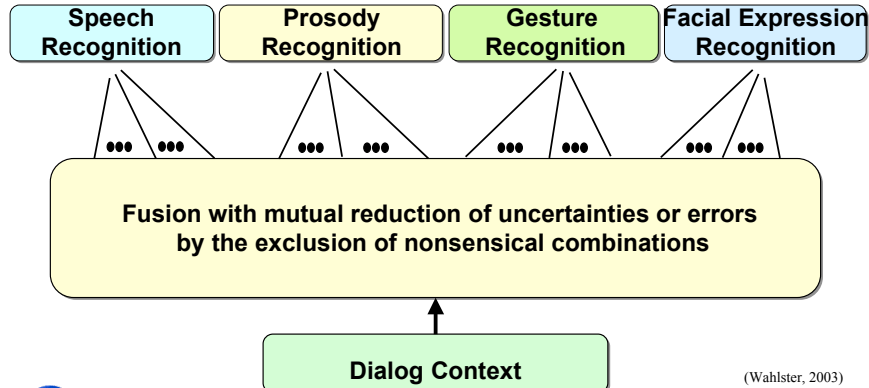 Speech
Recognition
Prosody
Recognition
Gesture
Recognition
Facial Expression
Recognition
Fusion with mutual reduction of uncertainties or errors
by the exclusion of nonsensical combinations
Dialog Context
(Wahlster, 2003)